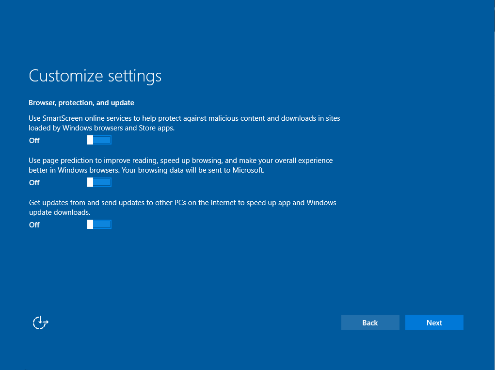 Customize settings
Browser, protection, and update
Use SmartScreen online services to help protect against malicious content and downloads in sites
loaded by Windows browsers and Store apps.
Off
Use page prediction to improve reading, speed up browsing, and make your overall experience
better in Windows browsers. Your browsing data will be sent to Microsoft.
Off
Get updates from and send updates to other PCs on the Internet to speed up app and Windows
update downloads.
Off
Back
Next